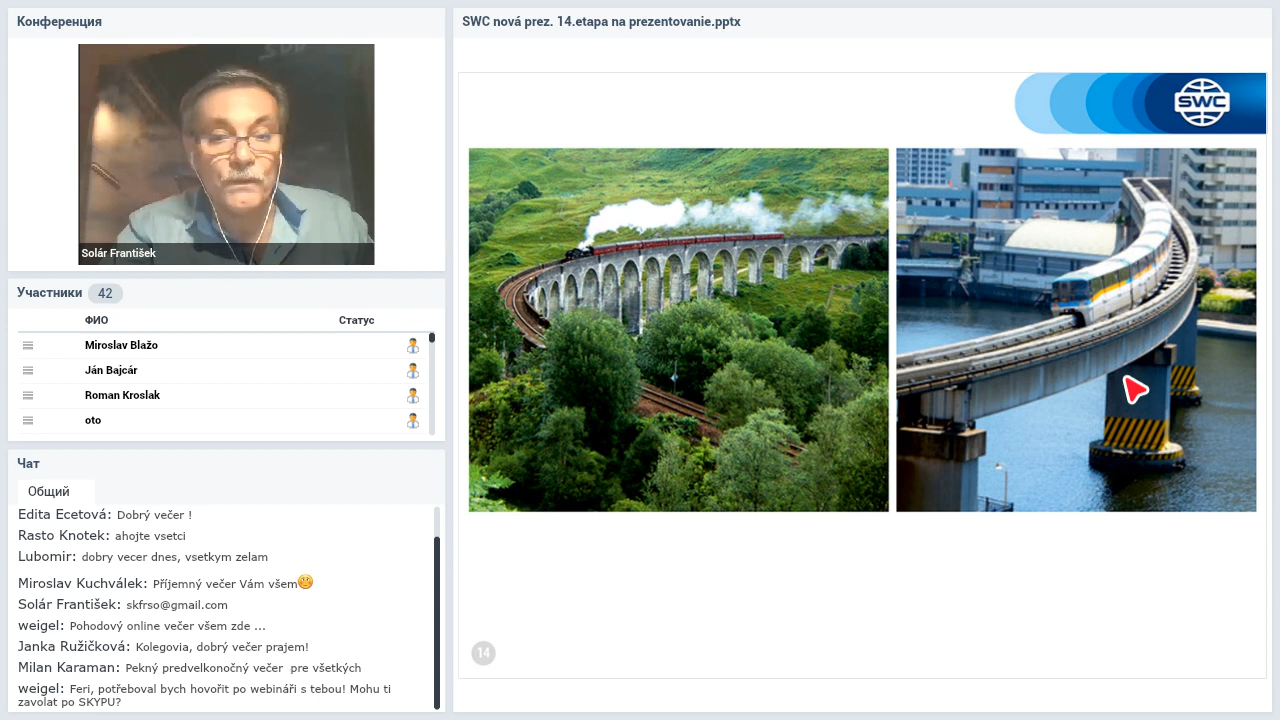 Конференция
Solár František
Участники 42
ФИО Статус
Miroslav Blažo
Ján Bajcár
Roman Kroslak
oto
Чат
Общий
Edita Ecetová: Dobrý večer !
Rasto Knotek: ahojte vsetci
Lubomir: dobry vecer dnes, vsetkym zelam
Miroslav Kuchválek: Příjemný večer Vám všem
Solár František: skfrso@gmail.com
weigel: Pohodový online večer všem zde ...
Janka Ružičková: Kolegovia, dobrý večer prajem!
Milan Karaman: Pekný predvelkonočný večer pre všetkých
weigel: Feri, potřeboval bych hovořit po webináři s tebou! Mohu ti
zavolat po SKYPU?
SWC nová prez. 14.etapa na prezentovanie.pptx
SWC
14